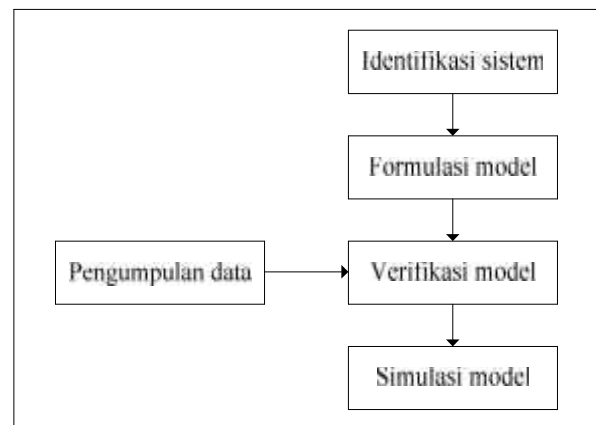 Identifikasi sistem
Formulasi model
Pengumpulan data
Verifikasi model
Simulasi model